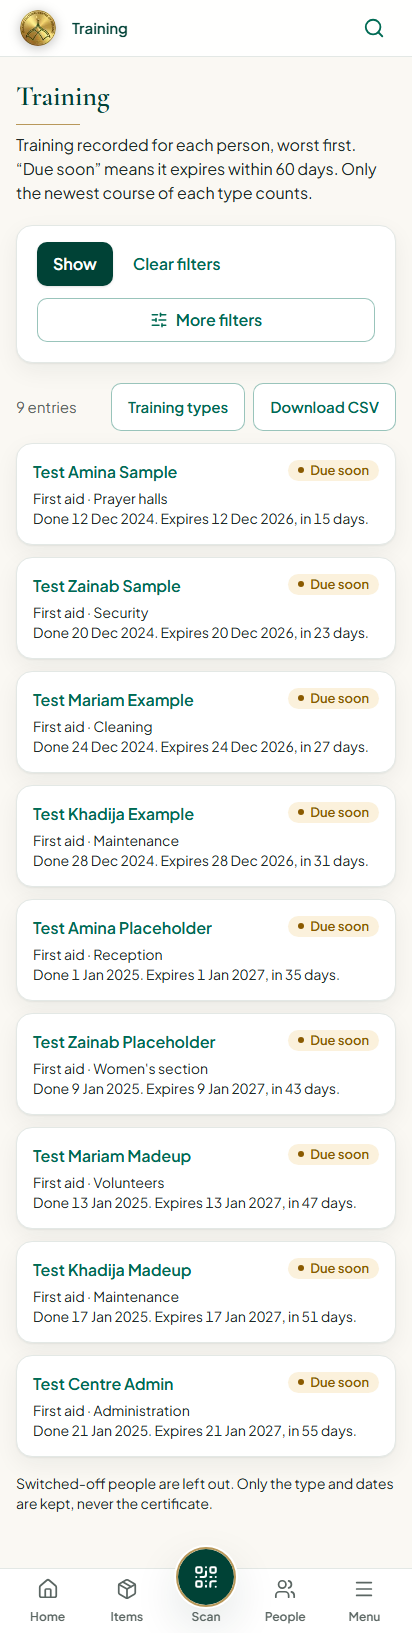 Training
Training
Training recorded for each person, worst first.
“Due soon” means it expires within 60 days. Only
the newest course of each type counts.
Show
Clear filters
More filters
9 entries
Training types
Download CSV
Test Amina Sample
Due soon
First aid · Prayer halls
Done 12 Dec 2024. Expires 12 Dec 2026, in 15 days.
Test Zainab Sample
Due soon
First aid · Security
Done 20 Dec 2024. Expires 20 Dec 2026, in 23 days.
Test Mariam Example
Due soon
First aid · Cleaning
Done 24 Dec 2024. Expires 24 Dec 2026, in 27 days.
Test Khadija Example
Due soon
First aid · Maintenance
Done 28 Dec 2024. Expires 28 Dec 2026, in 31 days.
Test Amina Placeholder
Due soon
First aid · Reception
Done 1 Jan 2025. Expires 1 Jan 2027, in 35 days.
Test Zainab Placeholder
Due soon
First aid · Women's section
Done 9 Jan 2025. Expires 9 Jan 2027, in 43 days.
Test Mariam Madeup
Due soon
First aid · Volunteers
Done 13 Jan 2025. Expires 13 Jan 2027, in 47 days.
Test Khadija Madeup
Due soon
First aid · Maintenance
Done 17 Jan 2025. Expires 17 Jan 2027, in 51 days.
Test Centre Admin
Due soon
First aid · Administration
Done 21 Jan 2025. Expires 21 Jan 2027, in 55 days.
Switched-off people are left out. Only the type and dates
are kept, never the certificate.
Home
Items
Scan
People
Menu